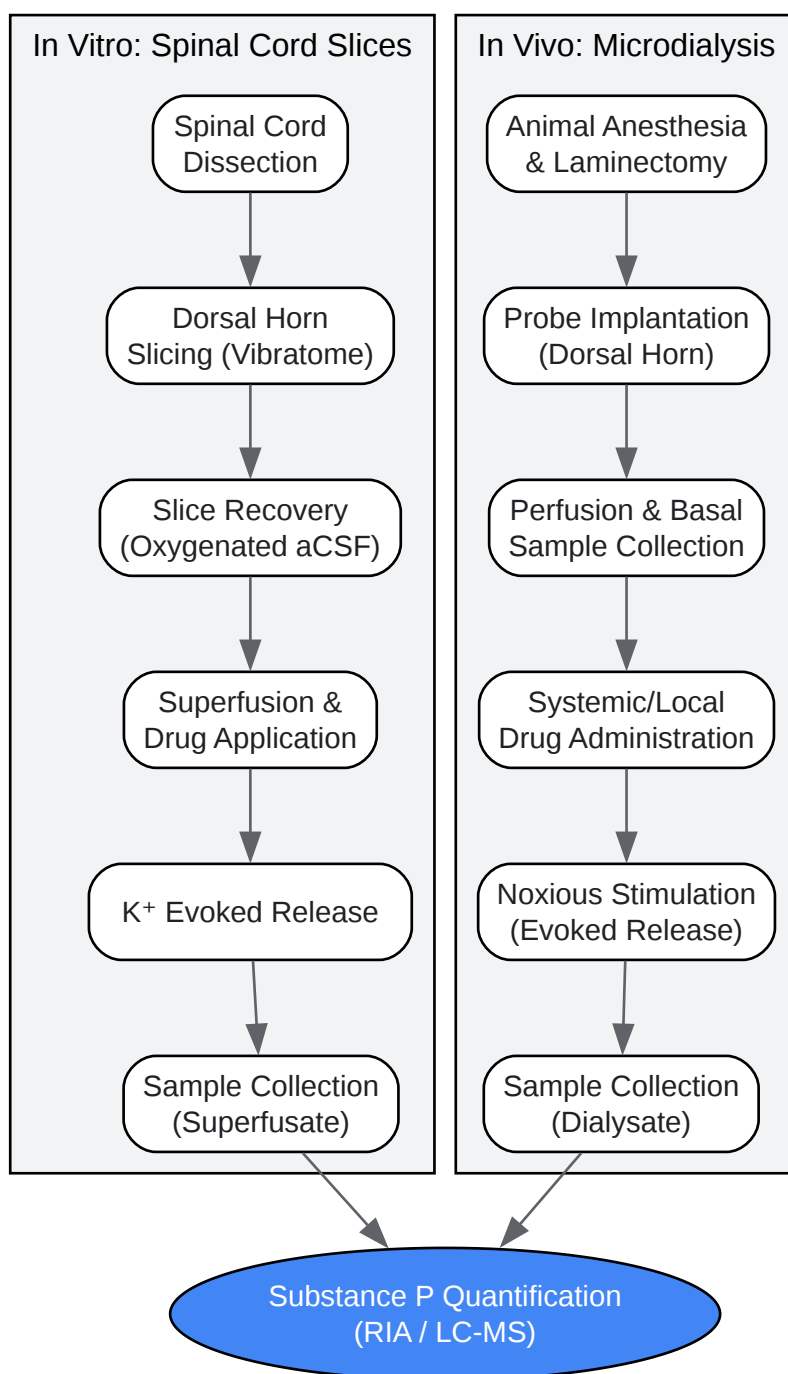 In Vitro: Spinal Cord Slices
Spinal Cord
Dissection
Dorsal Horn
Slicing (Vibratome)
Slice Recovery
(Oxygenated aCSF)
Superfusion &
Drug Application
K⁺ Evoked Release
Sample Collection
(Superfusate)
In Vivo: Microdialysis
Animal Anesthesia
& Laminectomy
Probe Implantation
(Dorsal Horn)
Perfusion & Basal
Sample Collection
Systemic/Local
Drug Administration
Noxious Stimulation
(Evoked Release)
Sample Collection
(Dialysate)
Substance P Quantification
(RIA / LC-MS)